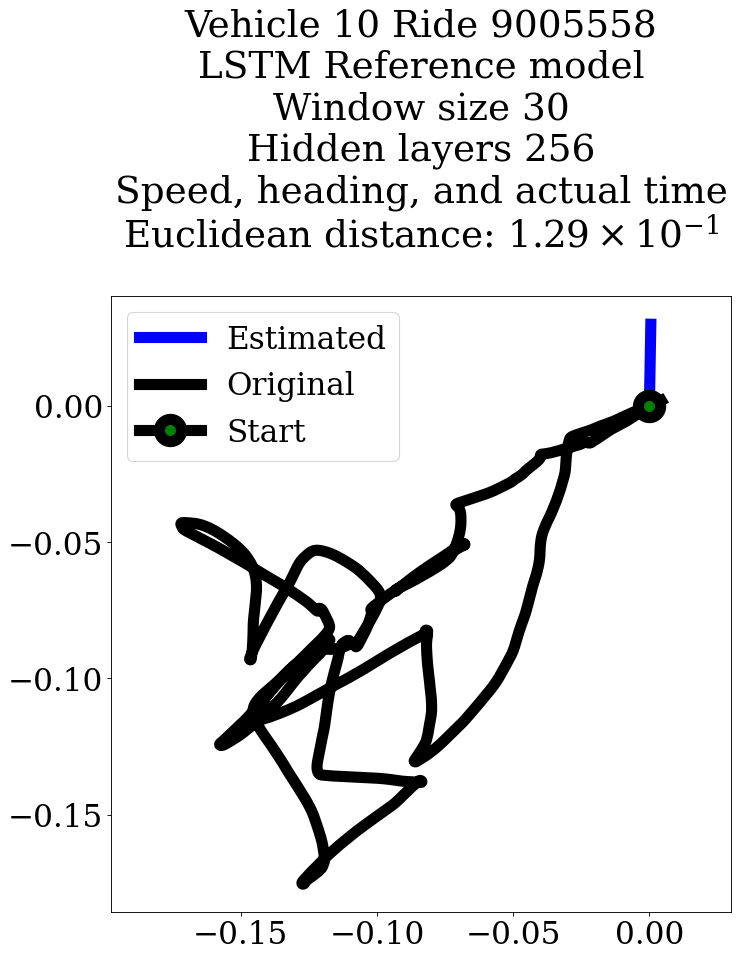 Vehicle 10 Ride 9005558
LSTM Reference model
Window size 30
Hidden layers 256
Speed, heading, and actual time
Euclidean distance: 1.29 × 10⁻¹
Estimated
Original
Start
0.00
−0.05
−0.10
−0.15
−0.15 −0.10 −0.05 0.00